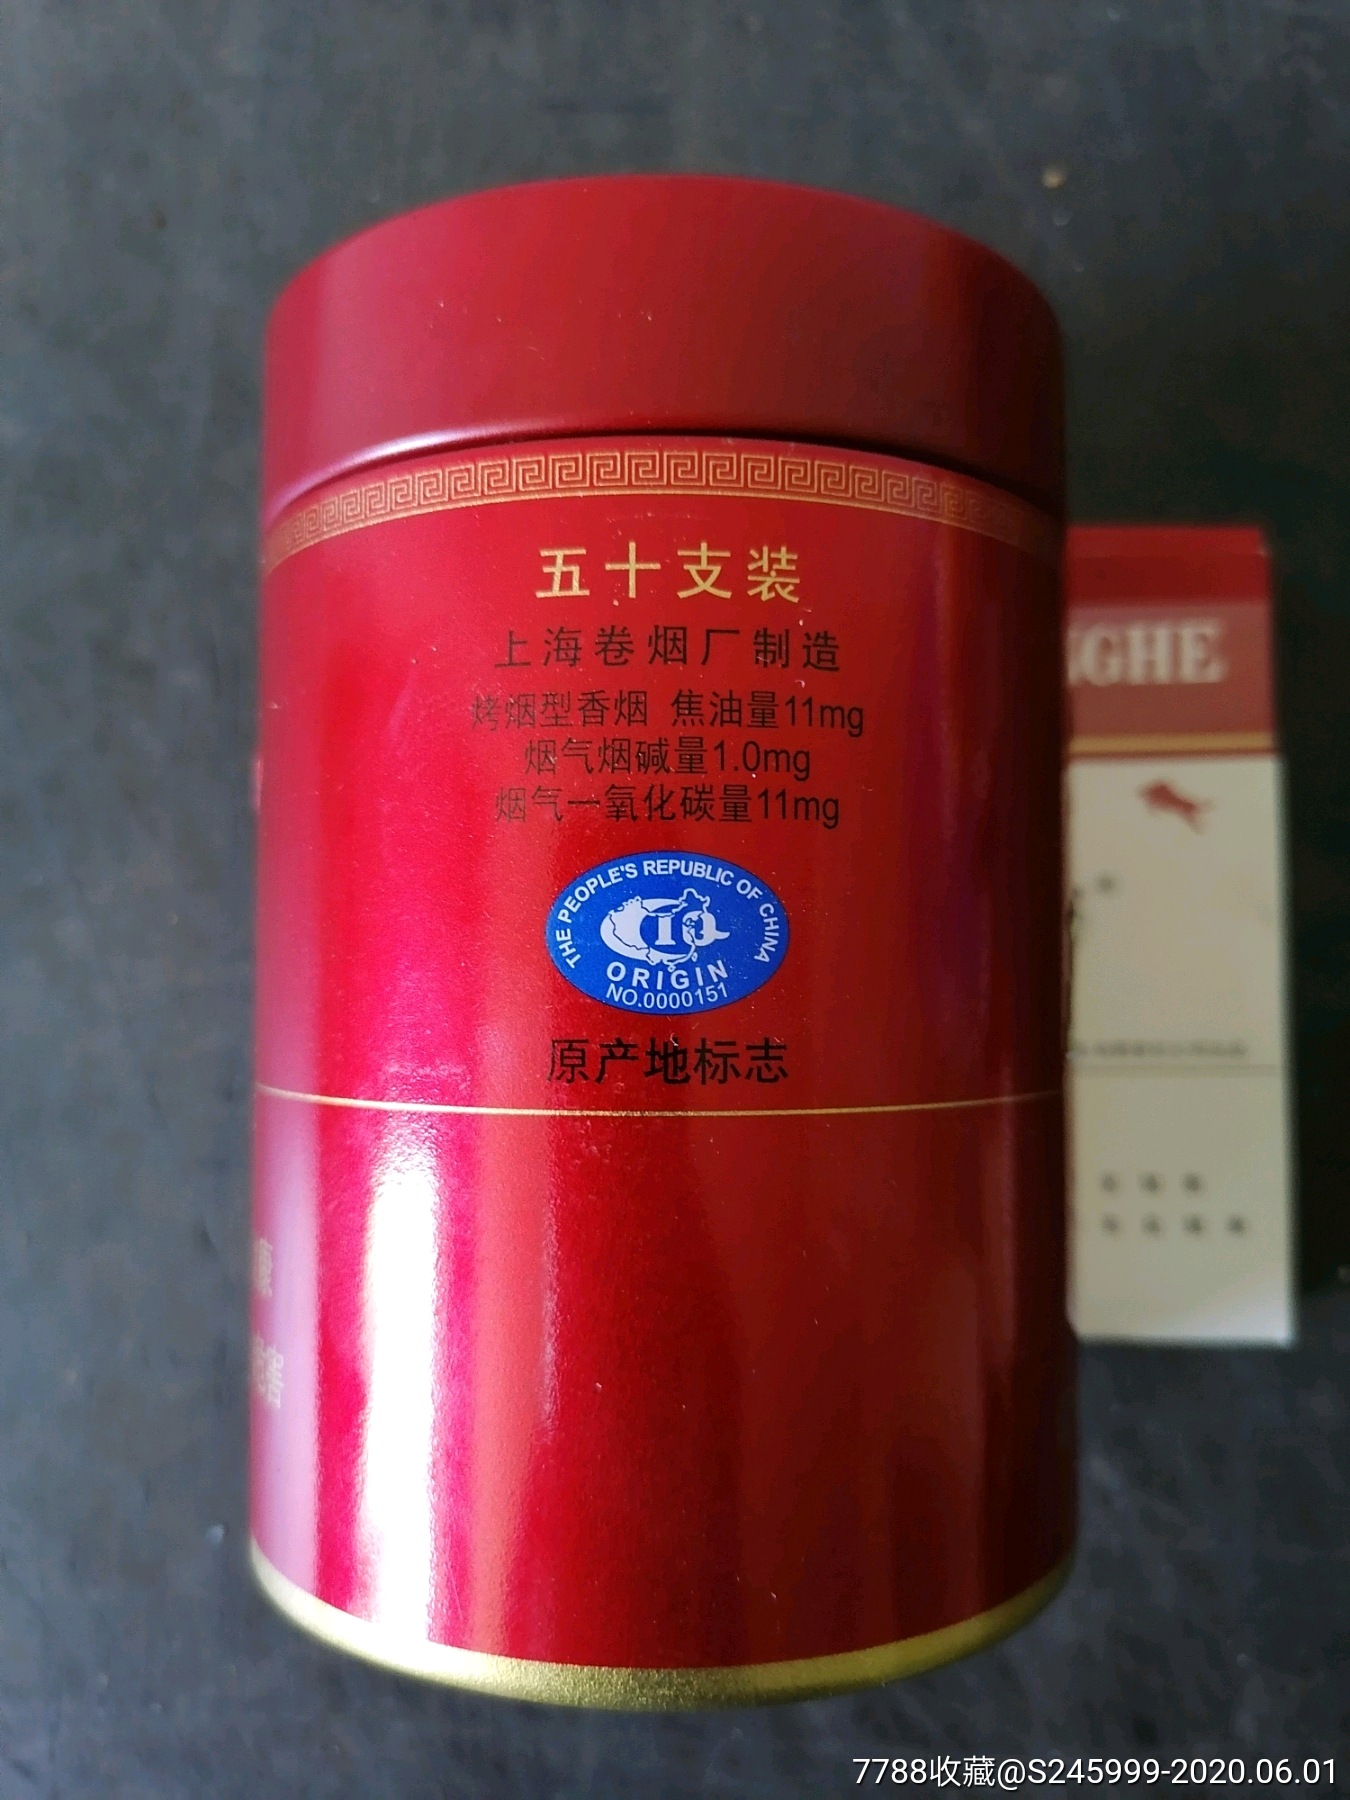 五十支装
上海卷烟厂制造
烤烟型香烟 焦油量11mg
烟气烟碱量1.0mg
烟气一氧化碳量11mg
THE PEOPLE'S REPUBLIC OF CHINA
CIQ
ORIGIN
NO.0000151
原产地标志
康
GHE
7788收藏@S245999-2020.06.01